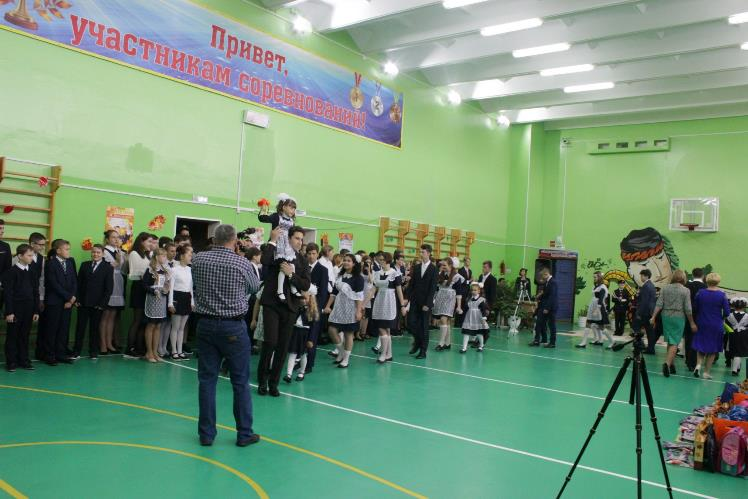 Привет,
участникам соревнований!